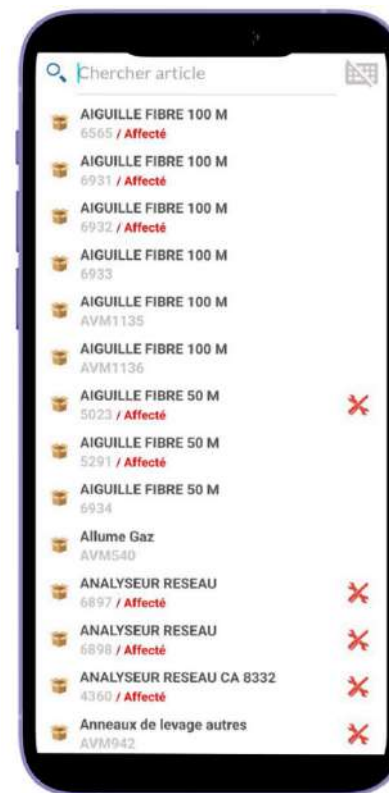 Chercher article
AIGUILLE FIBRE 100 M
6565 / Affecté
AIGUILLE FIBRE 100 M
6931 / Affecté
AIGUILLE FIBRE 100 M
6932 / Affecté
AIGUILLE FIBRE 100 M
6933
AIGUILLE FIBRE 100 M
AVM1135
AIGUILLE FIBRE 100 M
AVM1136
AIGUILLE FIBRE 50 M
5023 / Affecté
AIGUILLE FIBRE 50 M
5291 / Affecté
AIGUILLE FIBRE 50 M
6934
Allume Gaz
AVM540
ANALYSEUR RESEAU
6897 / Affecté
ANALYSEUR RESEAU
6898 / Affecté
ANALYSEUR RESEAU CA 8332
4360 / Affecté
Anneaux de levage autres
AVM942